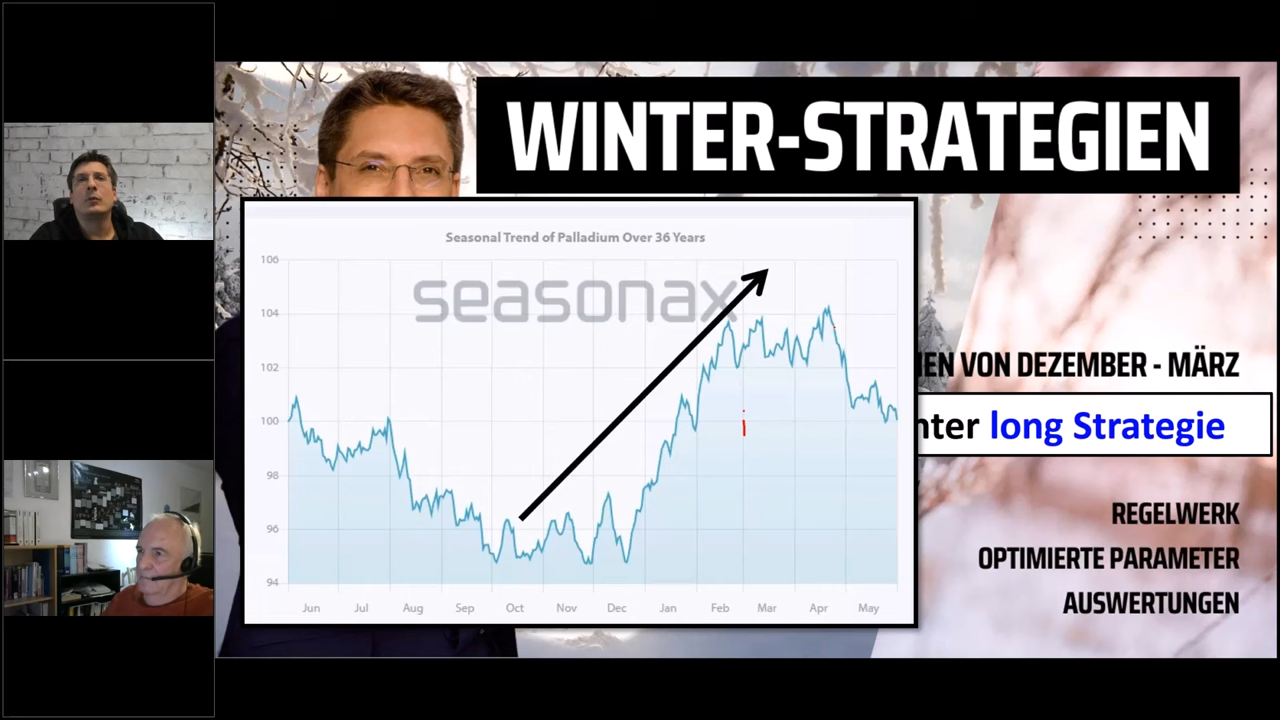 WINTER-STRATEGIEN
Seasonal Trend of Palladium Over 36 Years
seasonax
106
104
102
100
98
96
94
Jun Jul Aug Sep Oct Nov Dec Jan Feb Mar Apr May
VON DEZEMBER - MÄRZ
long Strategie
REGELWERK
OPTIMIERTE PARAMETER
AUSWERTUNGEN